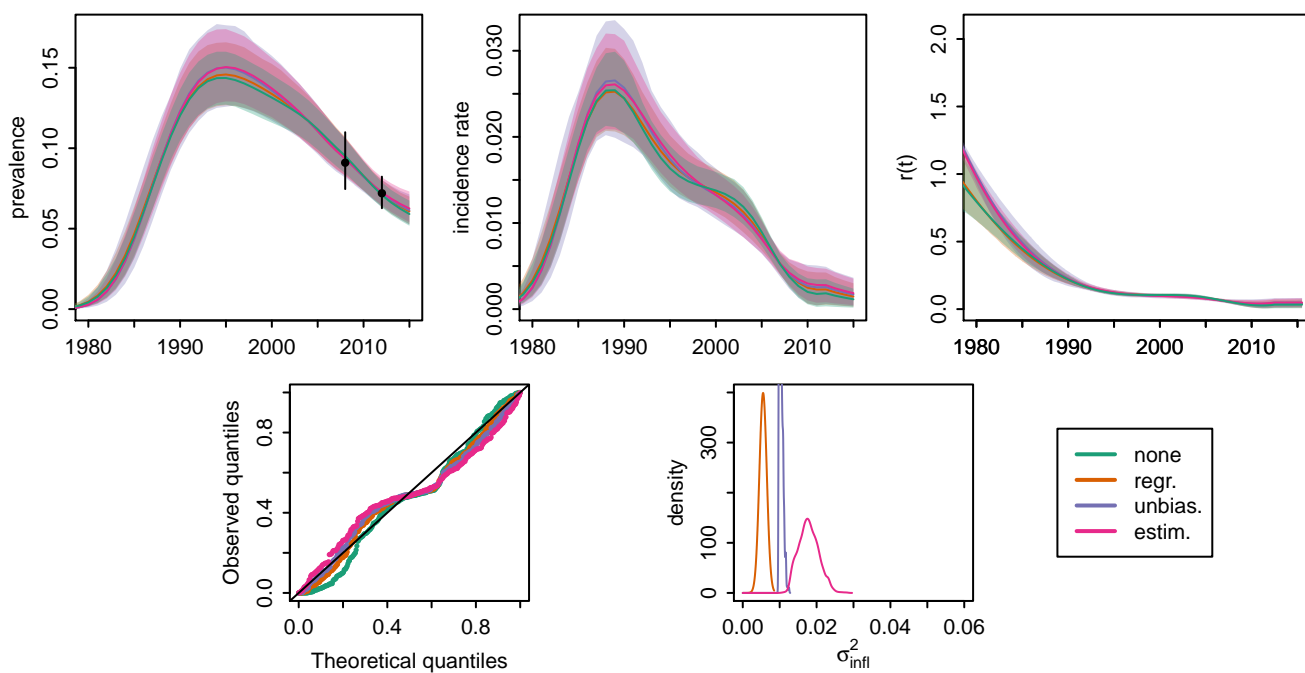 prevalence
0.00 0.05 0.10 0.15
1980 1990 2000 2010
incidence rate
0.000 0.010 0.020 0.030
1980 1990 2000 2010
r(t)
0.0 0.5 1.0 1.5 2.0
1980 1990 2000 2010
Observed quantiles
0.0 0.4 0.8
0.0 0.4 0.8
Theoretical quantiles
density
0 100 300
0.00 0.02 0.04 0.06
σ²infl
none
regr.
unbias.
estim.